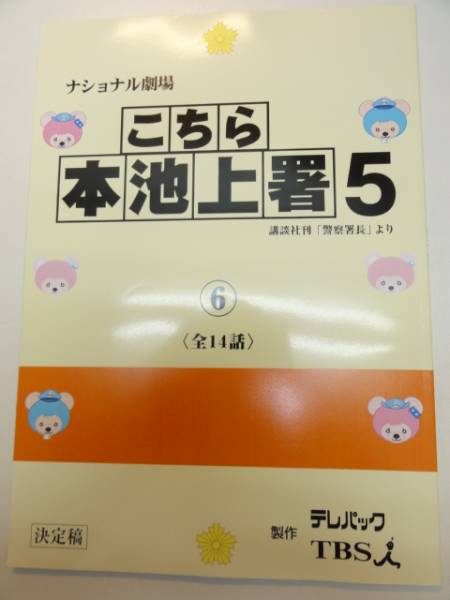 ナショナル劇場
こちら
本池上署5
講談社刊「警察署長」より
⑥
〈全14話〉
決定稿
製作 テレパック
TBS